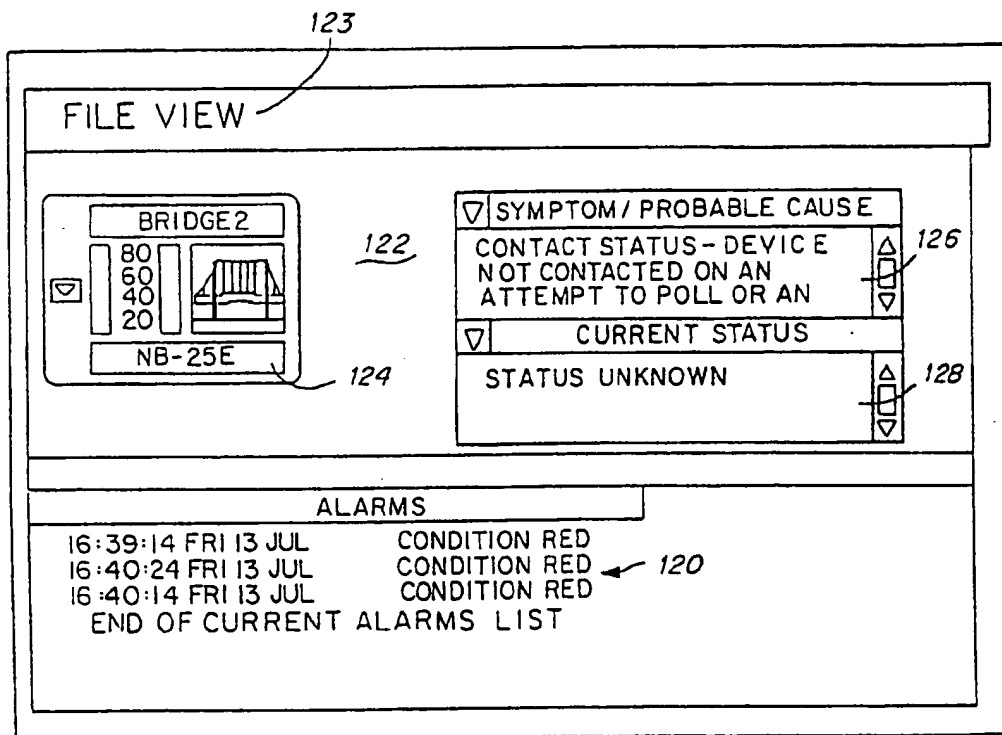 123
FILE VIEW
BRIDGE2
80
60
40
20
NB-25E
124
122
SYMPTOM / PROBABLE CAUSE
CONTACT STATUS - DEVICE
NOT CONTACTED ON AN
ATTEMPT TO POLL OR AN
126
CURRENT STATUS
STATUS UNKNOWN
128
ALARMS
16:39:14 FRI 13 JUL CONDITION RED
16:40:24 FRI 13 JUL CONDITION RED
16:40:14 FRI 13 JUL CONDITION RED
120
END OF CURRENT ALARMS LIST